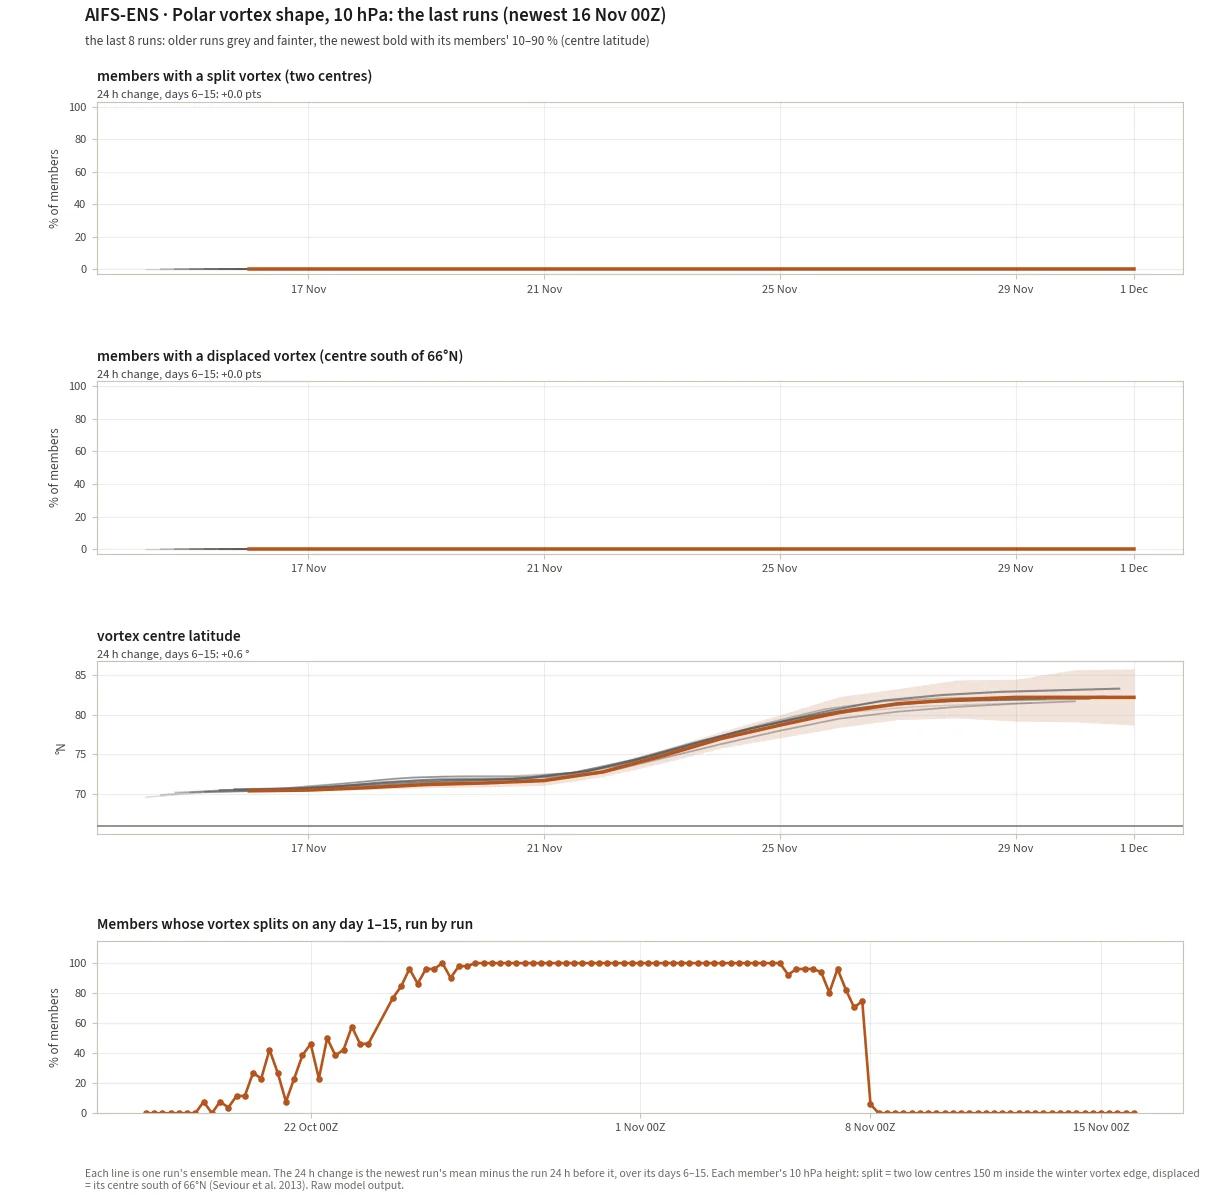 AIFS-ENS · Polar vortex shape, 10 hPa: the last runs (newest 16 Nov 00Z)
the last 8 runs: older runs grey and fainter, the newest bold with its members' 10–90 % (centre latitude)
members with a split vortex (two centres)
24 h change, days 6–15: +0.0 pts
100
80
60
40
20
0
% of members
17 Nov
21 Nov
25 Nov
29 Nov
1 Dec
members with a displaced vortex (centre south of 66°N)
24 h change, days 6–15: +0.0 pts
100
80
60
40
20
0
% of members
17 Nov
21 Nov
25 Nov
29 Nov
1 Dec
vortex centre latitude
24 h change, days 6–15: +0.6 °
85
80
75
70
°N
17 Nov
21 Nov
25 Nov
29 Nov
1 Dec
Members whose vortex splits on any day 1–15, run by run
100
80
60
40
20
0
% of members
22 Oct 00Z
1 Nov 00Z
8 Nov 00Z
15 Nov 00Z
Each line is one run's ensemble mean. The 24 h change is the newest run's mean minus the run 24 h before it, over its days 6–15. Each member's 10 hPa height: split = two low centres 150 m inside the winter vortex edge, displaced
= its centre south of 66°N (Seviour et al. 2013). Raw model output.